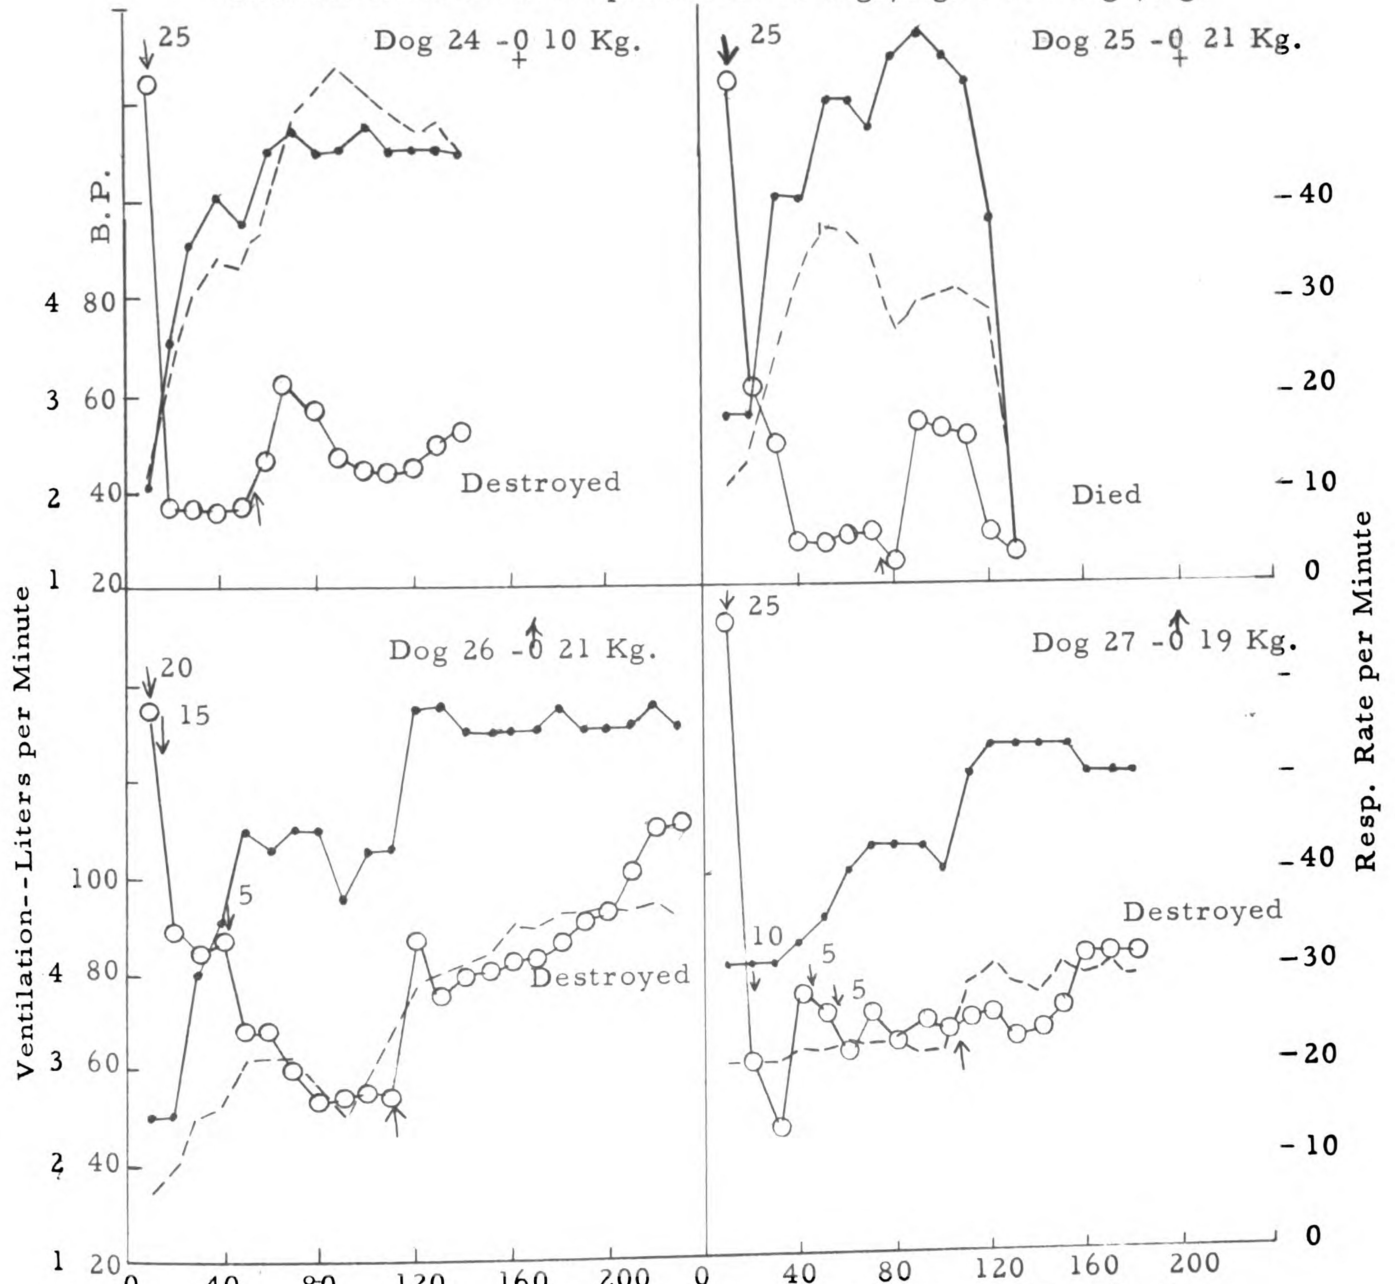 25
Dog 24 -♀ 10 Kg.
25
Dog 25 -♀ 21 Kg.
B. P.
4 80
3 60
2 40
1 20
Destroyed
Died
- 40
- 30
- 20
- 10
0
20
15
Dog 26 -♂ 21 Kg.
25
Dog 27 -♂ 19 Kg.
100
4 80
3 60
2 40
1 20
5
Destroyed
10
5
5
Destroyed
- 40
- 30
- 20
- 10
0
0 40 80 120 160 200 0 40 80 120 160 200
Ventilation--Liters per Minute
Resp. Rate per Minute